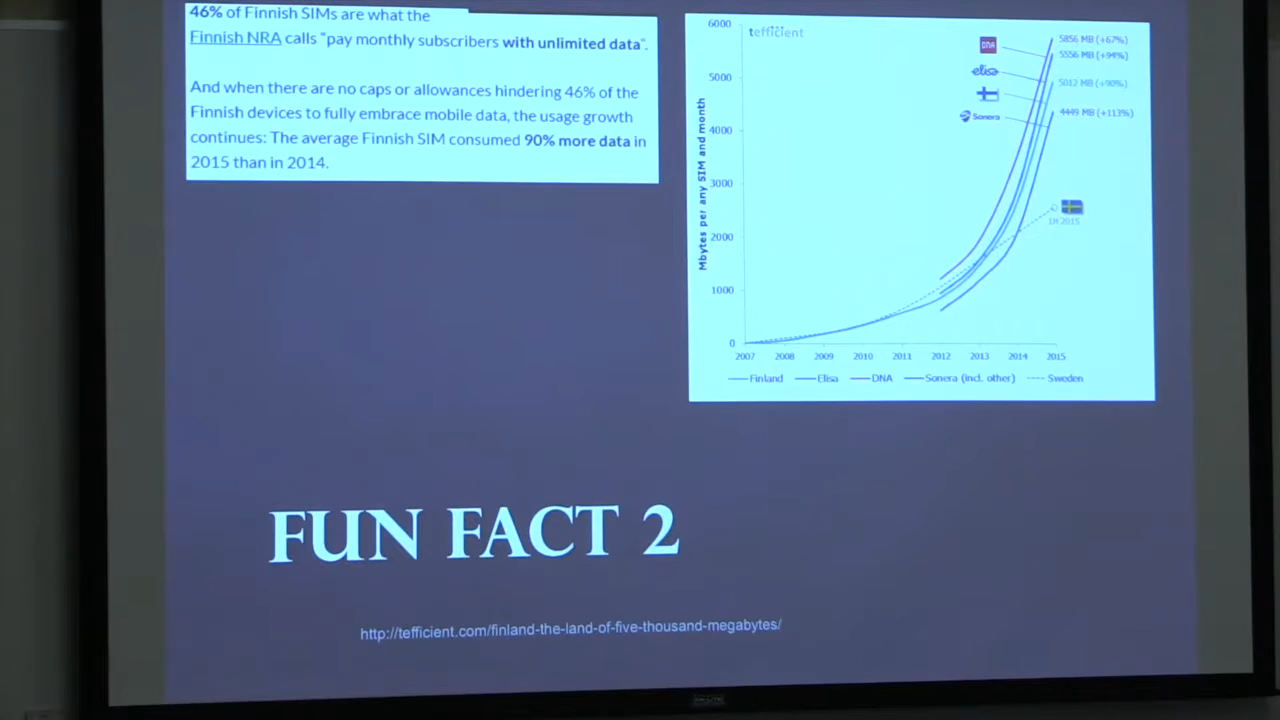 46% of Finnish SIMs are what the
Finnish NRA calls "pay monthly subscribers with unlimited data".
And when there are no caps or allowances hindering 46% of the
Finnish devices to fully embrace mobile data, the usage growth
continues: The average Finnish SIM consumed 90% more data in
2015 than in 2014.
tefficient
Mbytes per any SIM and month
6000
5000
4000
3000
2000
1000
0
2007 2008 2009 2010 2011 2012 2013 2014 2015
DNA
elisa
Sonera
5856 MB (+67%)
5556 MB (+94%)
5012 MB (+90%)
4449 MB (+113%)
1H 2015
Finland Elisa DNA Sonera (incl. other) Sweden
FUN FACT 2
http://tefficient.com/finland-the-land-of-five-thousand-megabytes/